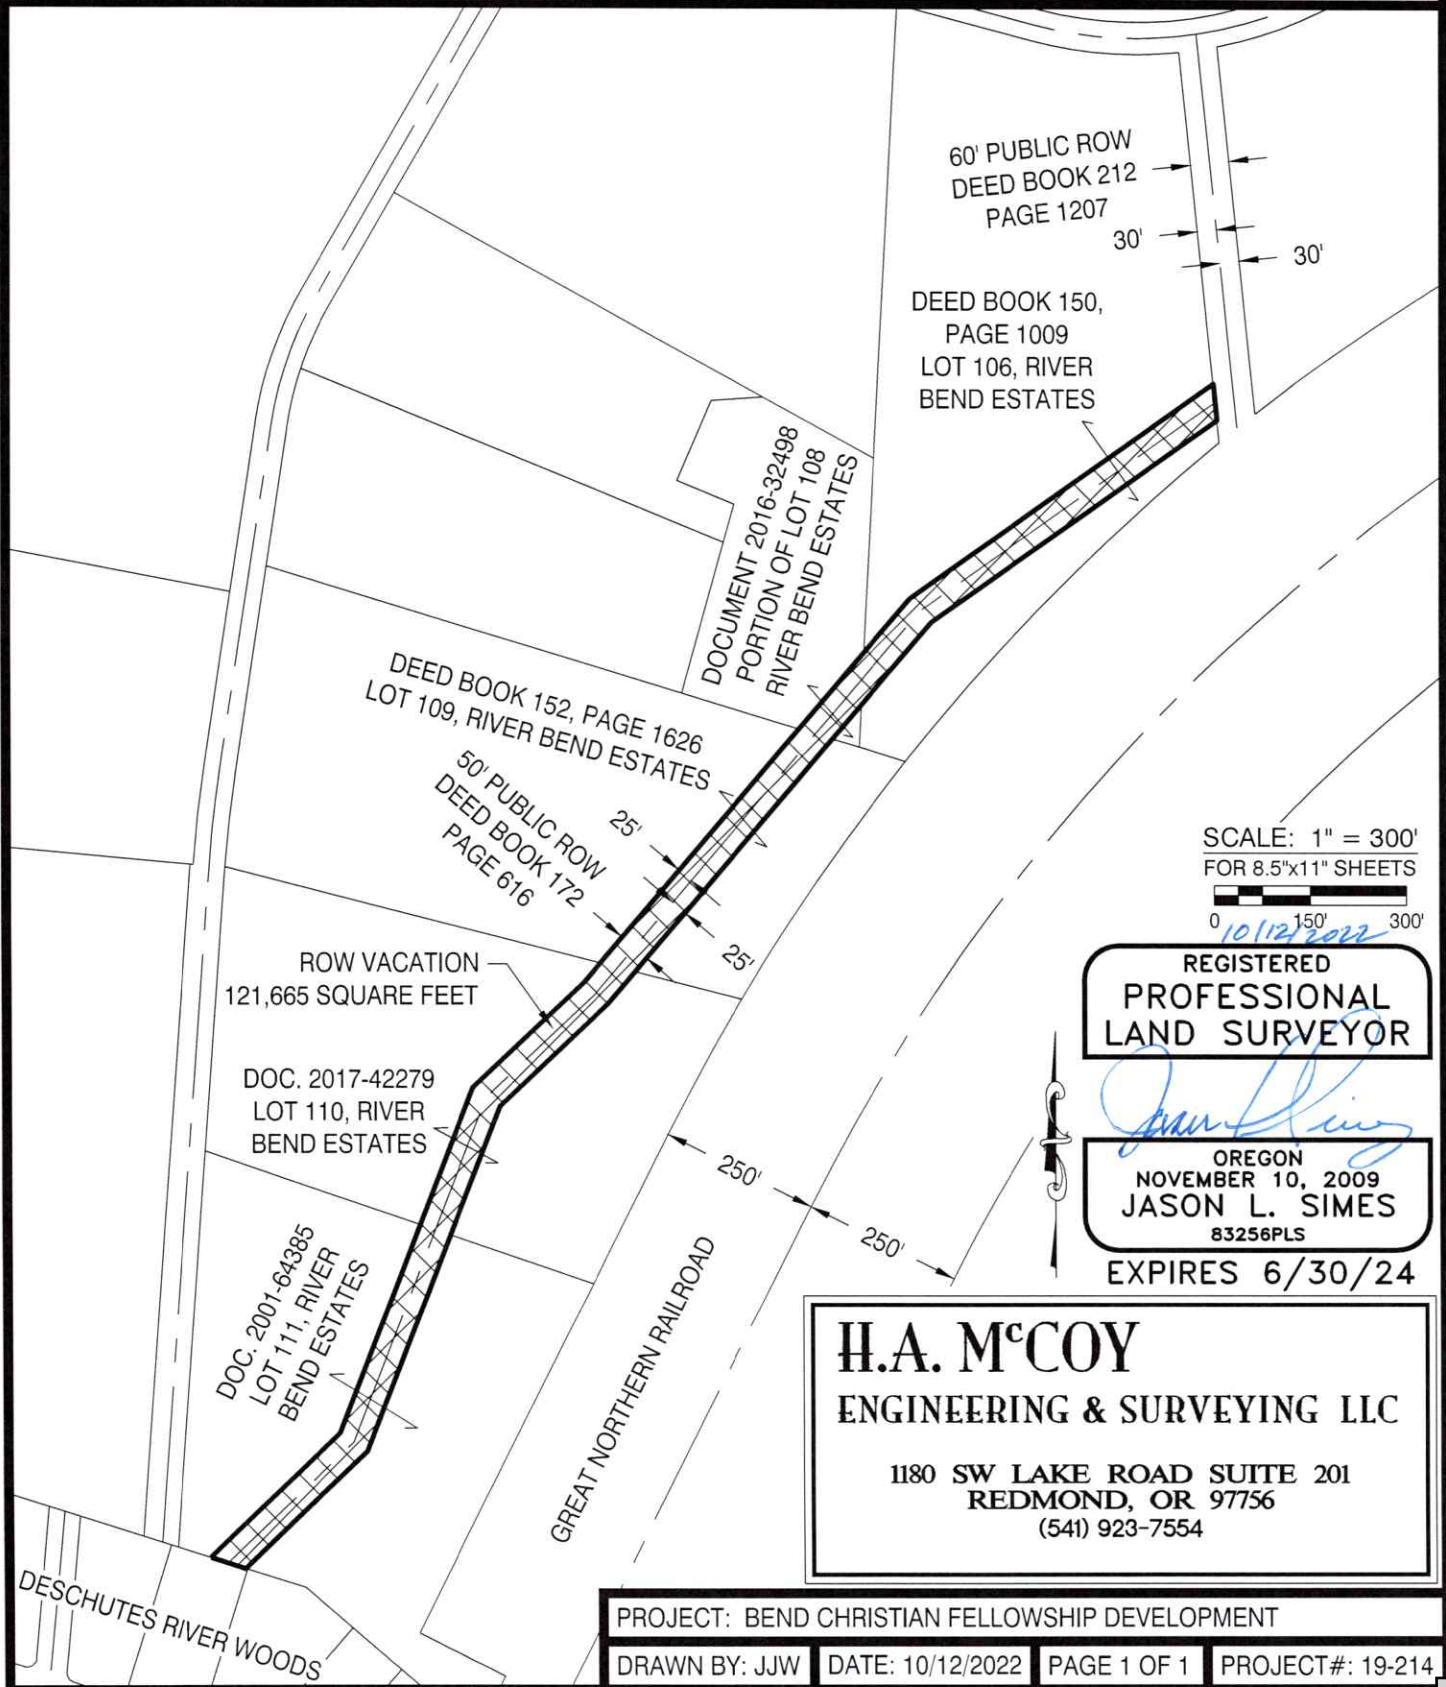 60' PUBLIC ROW
DEED BOOK 212
PAGE 1207
30'
30'
DEED BOOK 150,
PAGE 1009
LOT 106, RIVER
BEND ESTATES
DOCUMENT 2016-32498
PORTION OF LOT 108
RIVER BEND ESTATES
DEED BOOK 152, PAGE 1626
LOT 109, RIVER BEND ESTATES
50' PUBLIC ROW
DEED BOOK 172
PAGE 616
25'
25'
ROW VACATION
121,665 SQUARE FEET
DOC. 2017-42279
LOT 110, RIVER
BEND ESTATES
DOC. 2001-64385
LOT 111, RIVER
BEND ESTATES
250'
250'
GREAT NORTHERN RAILROAD
DESCHUTES RIVER WOODS
SCALE: 1" = 300'
FOR 8.5"x11" SHEETS
0 150' 300'
10/12/2022
REGISTERED
PROFESSIONAL
LAND SURVEYOR
OREGON
NOVEMBER 10, 2009
JASON L. SIMES
83256PLS
EXPIRES 6/30/24
H.A. McCOY
ENGINEERING & SURVEYING LLC
1180 SW LAKE ROAD SUITE 201
REDMOND, OR 97756
(541) 923-7554
PROJECT: BEND CHRISTIAN FELLOWSHIP DEVELOPMENT
DRAWN BY: JJW DATE: 10/12/2022 PAGE 1 OF 1 PROJECT#: 19-214